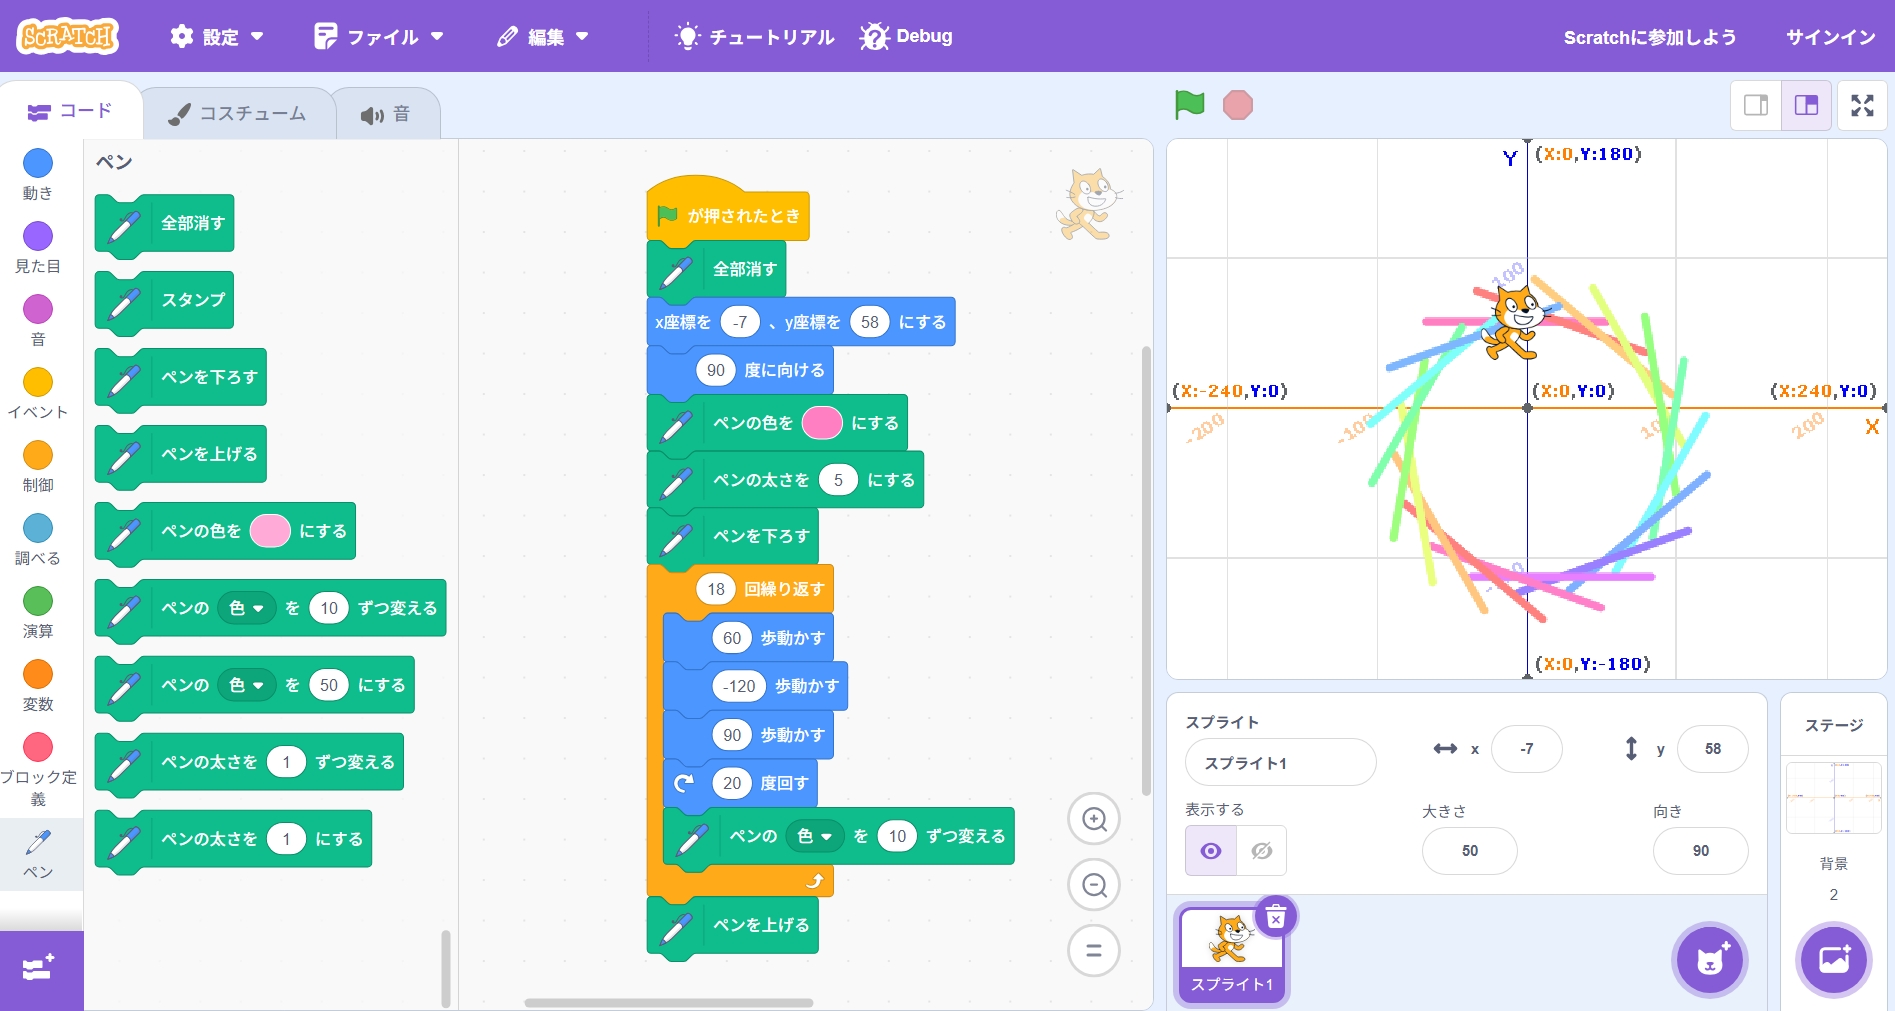 SCRATCH
設定
ファイル
編集
チュートリアル
Debug
Scratchに参加しよう
サインイン
コード
コスチューム
音
動き
見た目
音
イベント
制御
調べる
演算
変数
ブロック定
義
ペン
ペン
全部消す
スタンプ
ペンを下ろす
ペンを上げる
ペンの色を にする
ペンの 色 を 10 ずつ変える
ペンの 色 を 50 にする
ペンの太さを 1 ずつ変える
ペンの太さを 1 にする
が押されたとき
全部消す
x座標を -7 、y座標を 58 にする
90 度に向ける
ペンの色を にする
ペンの太さを 5 にする
ペンを下ろす
18 回繰り返す
60 歩動かす
-120 歩動かす
90 歩動かす
20 度回す
ペンの 色 を 10 ずつ変える
ペンを上げる
Y
(X:0,Y:180)
100
(X:-240,Y:0)
(X:0,Y:0)
(X:240,Y:0)
-200
-100
200
X
(X:0,Y:-180)
スプライト
スプライト1
x
-7
y
58
表示する
大きさ
50
向き
90
スプライト1
ステージ
背景
2